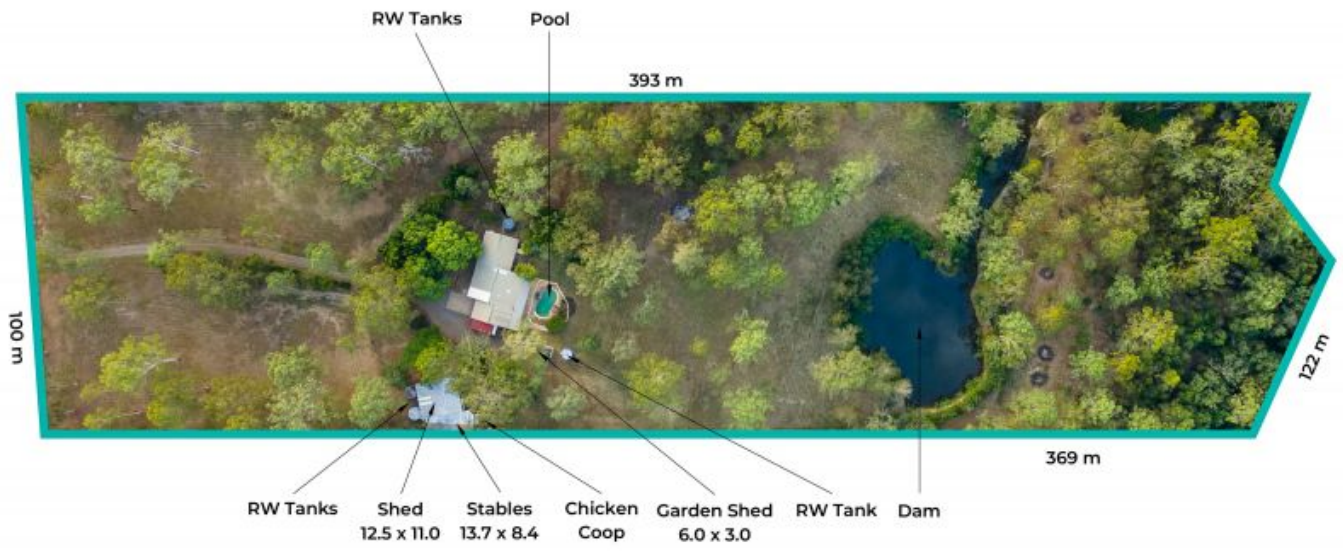 RW Tanks
Pool
393 m
100 m
122 m
369 m
RW Tanks
Shed
12.5 x 11.0
Stables
13.7 x 8.4
Chicken
Coop
Garden Shed
6.0 x 3.0
RW Tank
Dam